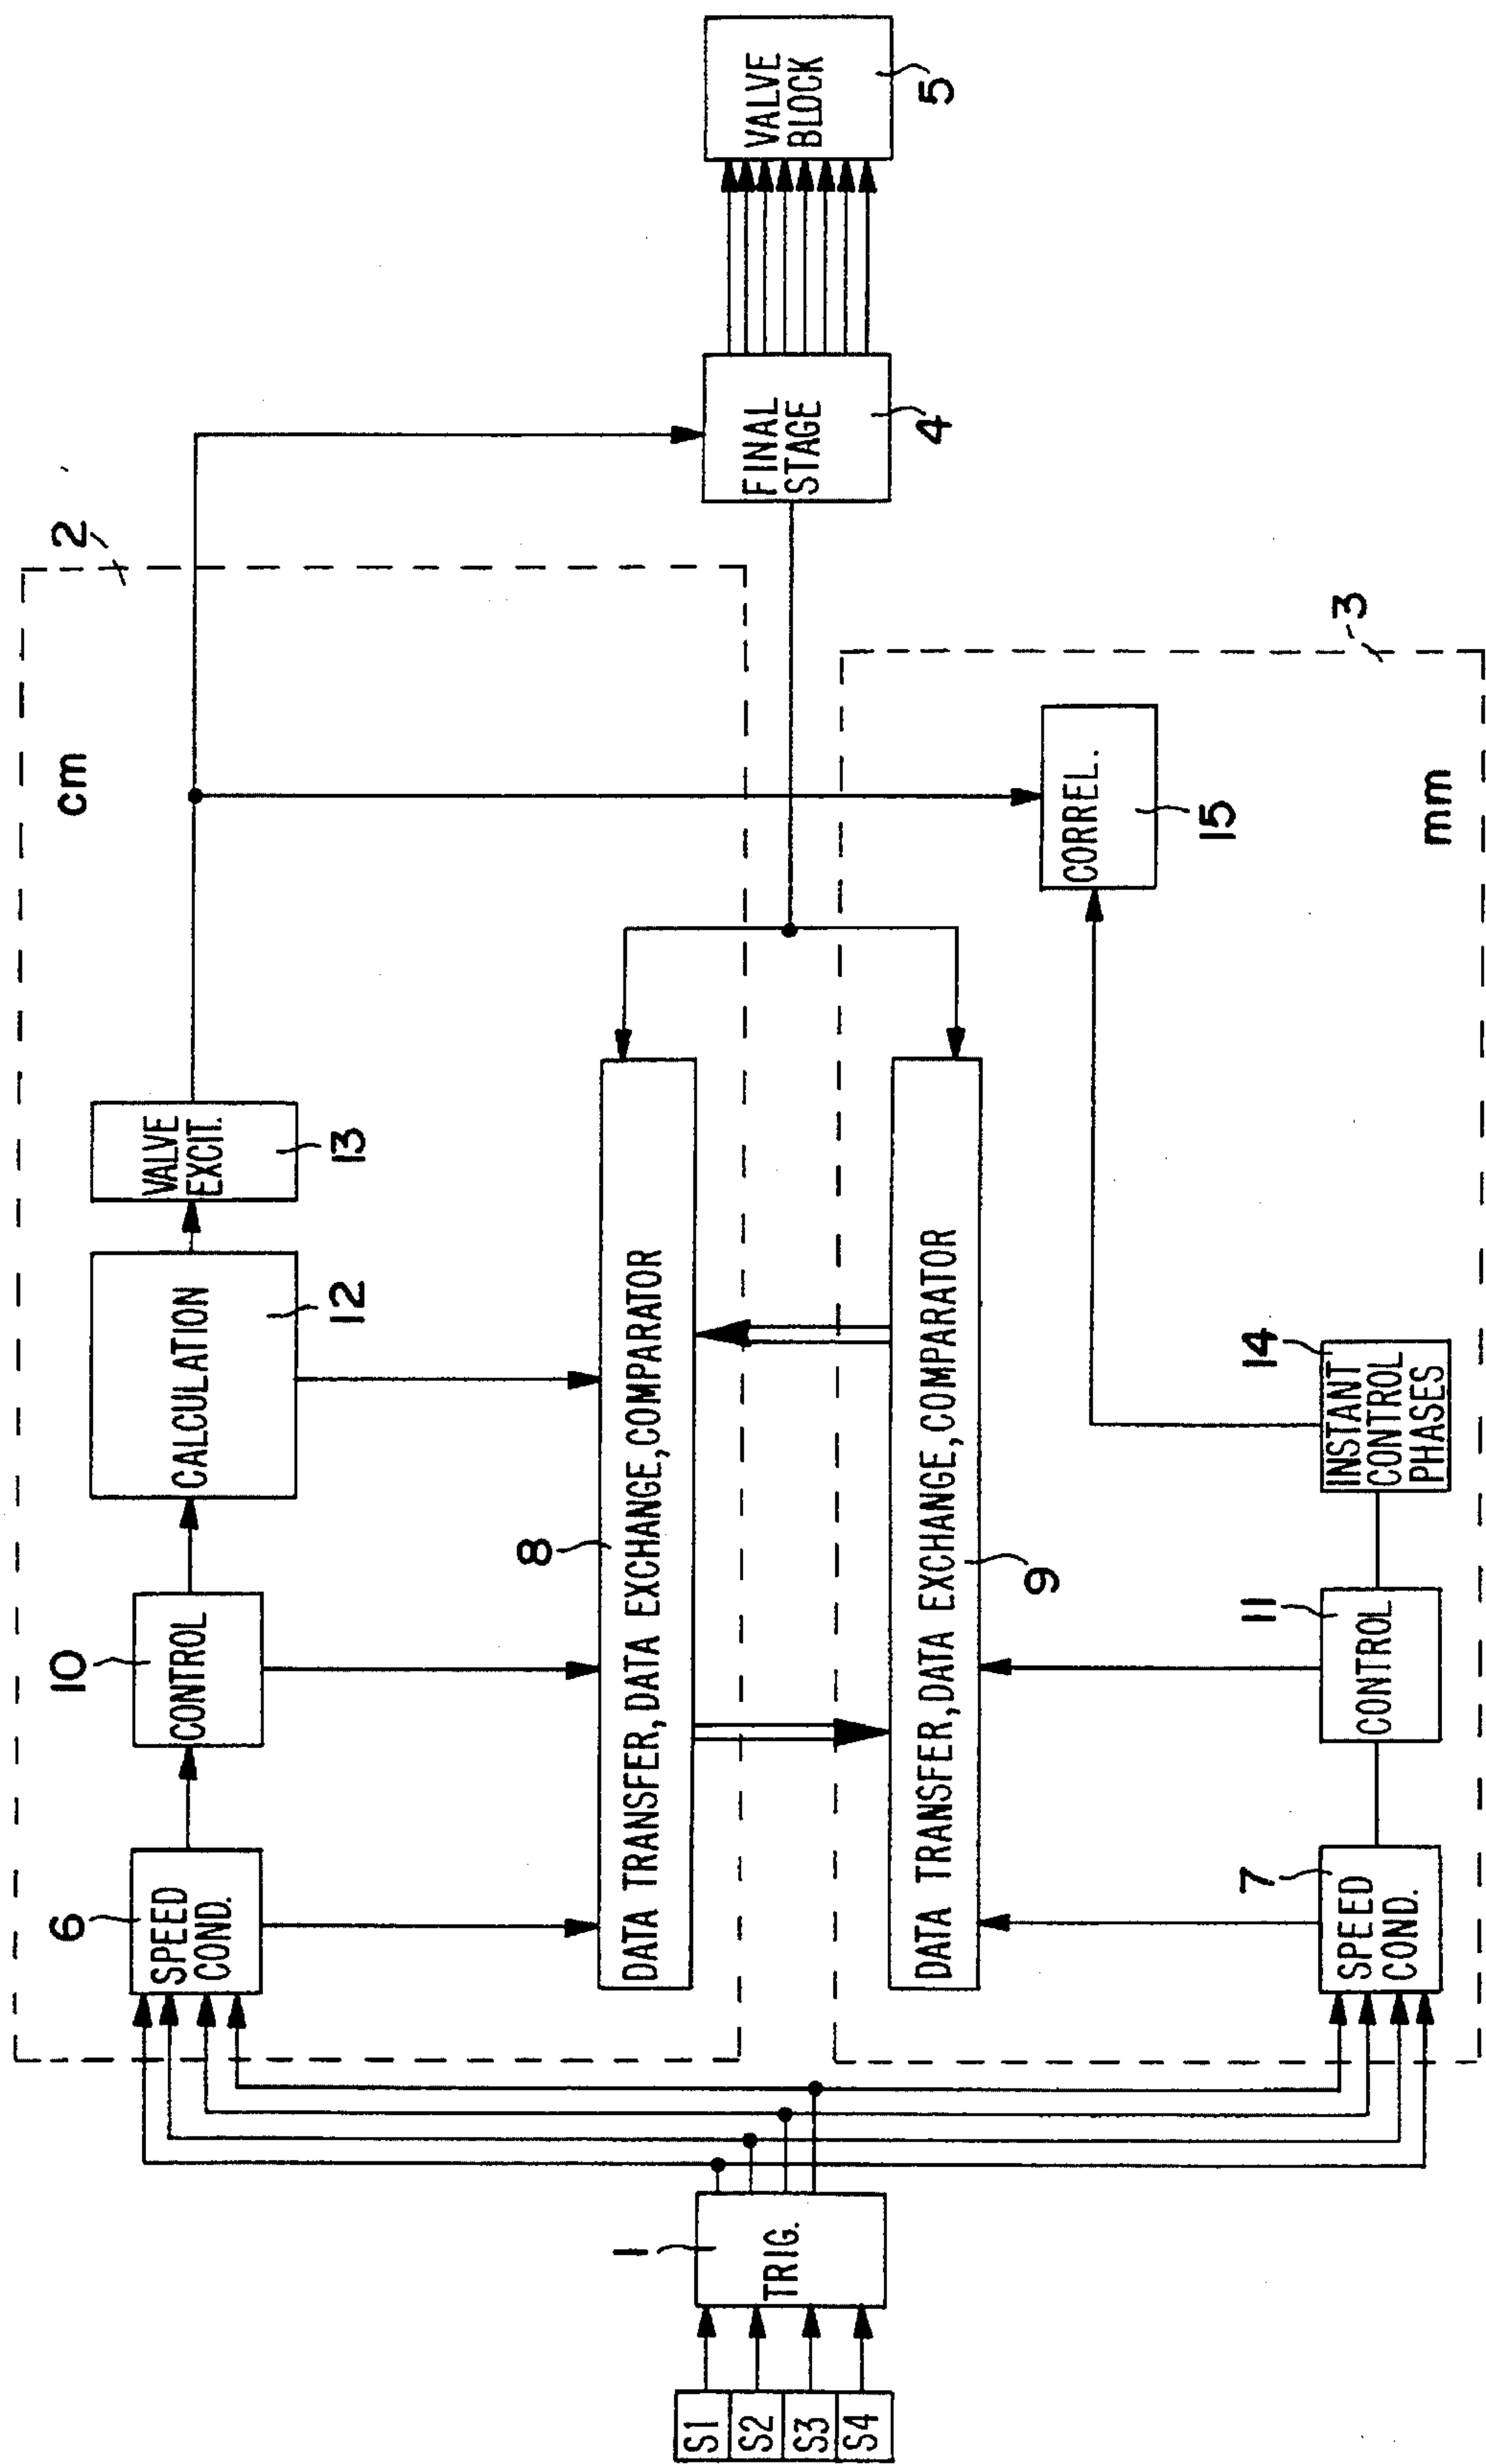 2
cm
6
SPEED
COND.
10
CONTROL
CALCULATION
12
VALVE
EXCIT.
13
8
DATA TRANSFER, DATA EXCHANGE, COMPARATOR
S1
S2
S3
S4
1
TRIG.
FINAL
STAGE
4
VALVE
BLOCK
5
3
DATA TRANSFER, DATA EXCHANGE, COMPARATOR
9
CORREL.
15
7
SPEED
COND.
11
CONTROL
14
INSTANT
CONTROL
PHASES
mm